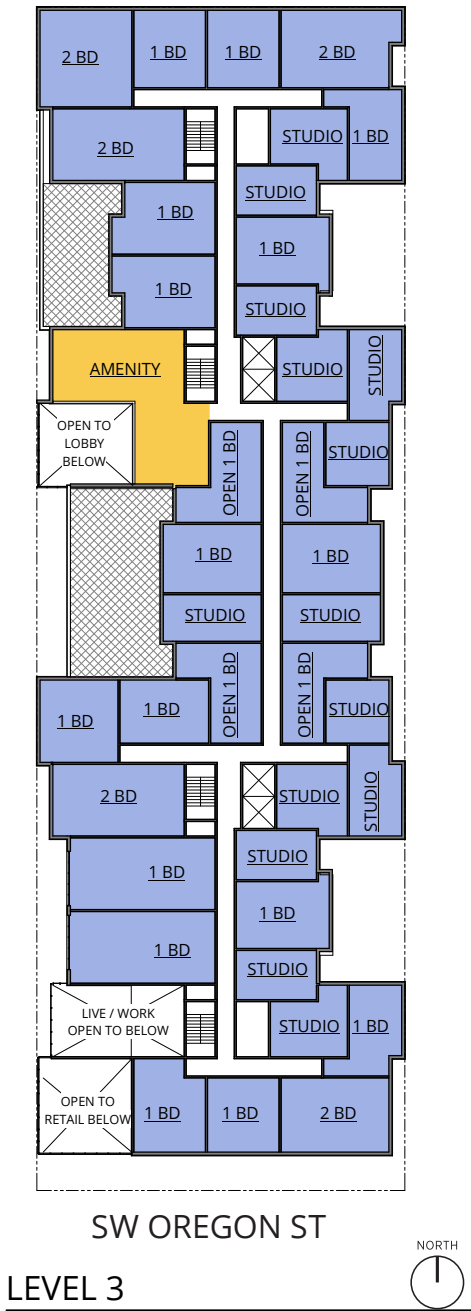 2 BD
1 BD
1 BD
2 BD
2 BD
STUDIO
1 BD
STUDIO
1 BD
1 BD
1 BD
STUDIO
AMENITY
STUDIO
STUDIO
OPEN TO
LOBBY
BELOW
OPEN 1 BD
OPEN 1 BD
STUDIO
1 BD
1 BD
STUDIO
STUDIO
OPEN 1 BD
OPEN 1 BD
1 BD
1 BD
STUDIO
2 BD
STUDIO
STUDIO
STUDIO
1 BD
1 BD
1 BD
STUDIO
LIVE / WORK
OPEN TO BELOW
STUDIO
1 BD
OPEN TO
RETAIL BELOW
1 BD
1 BD
2 BD
SW OREGON ST
NORTH
LEVEL 3